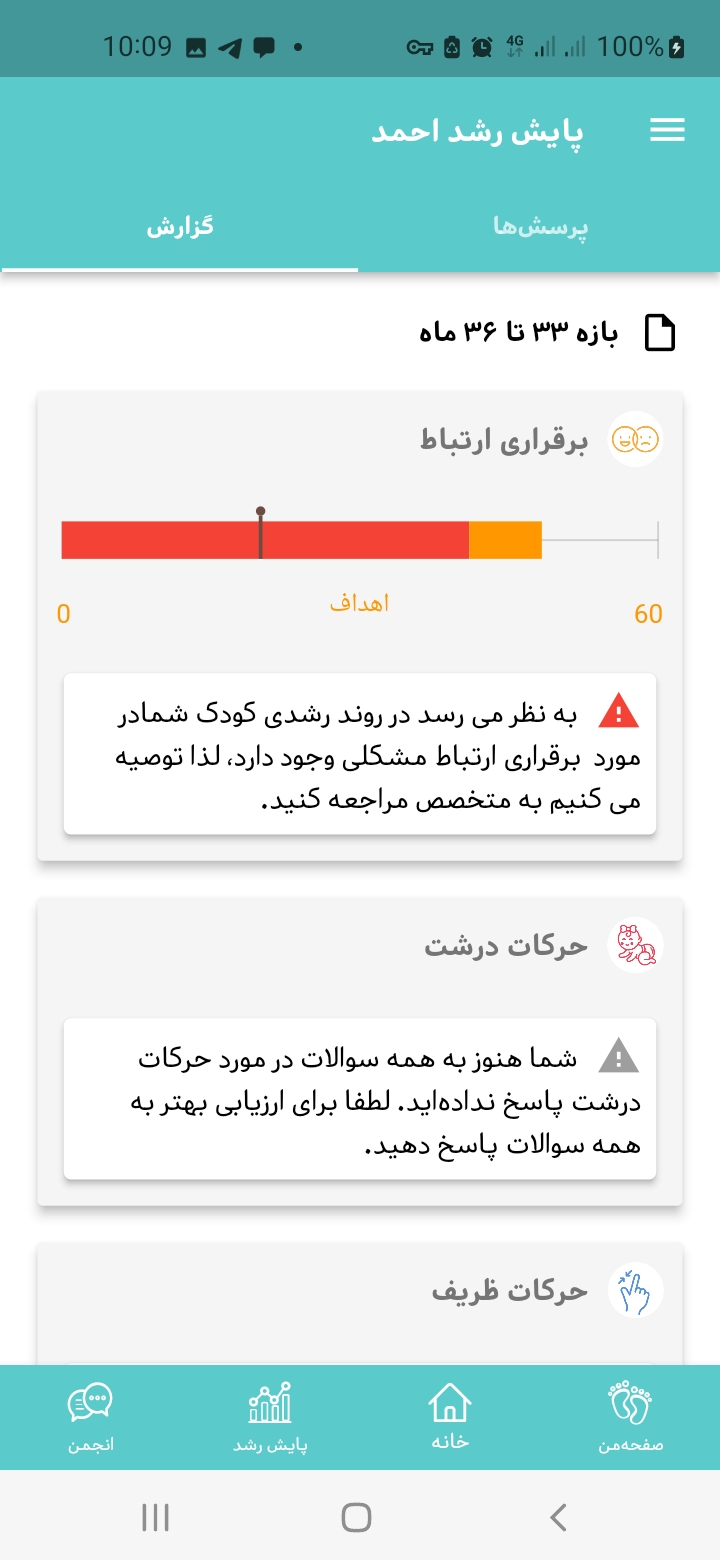 10:09
4G
100%
پایش رشد احمد
پرسش‌ها
گزارش
بازه ۳۳ تا ۳۶ ماه
برقراری ارتباط
0
اهداف
60
به نظر می رسد در روند رشدی کودک شمادر
مورد برقراری ارتباط مشکلی وجود دارد، لذا توصیه
می کنیم به متخصص مراجعه کنید.
حرکات درشت
شما هنوز به همه سوالات در مورد حرکات
درشت پاسخ نداده‌اید. لطفا برای ارزیابی بهتر به
همه سوالات پاسخ دهید.
حرکات ظریف
صفحه‌من
خانه
پایش رشد
انجمن